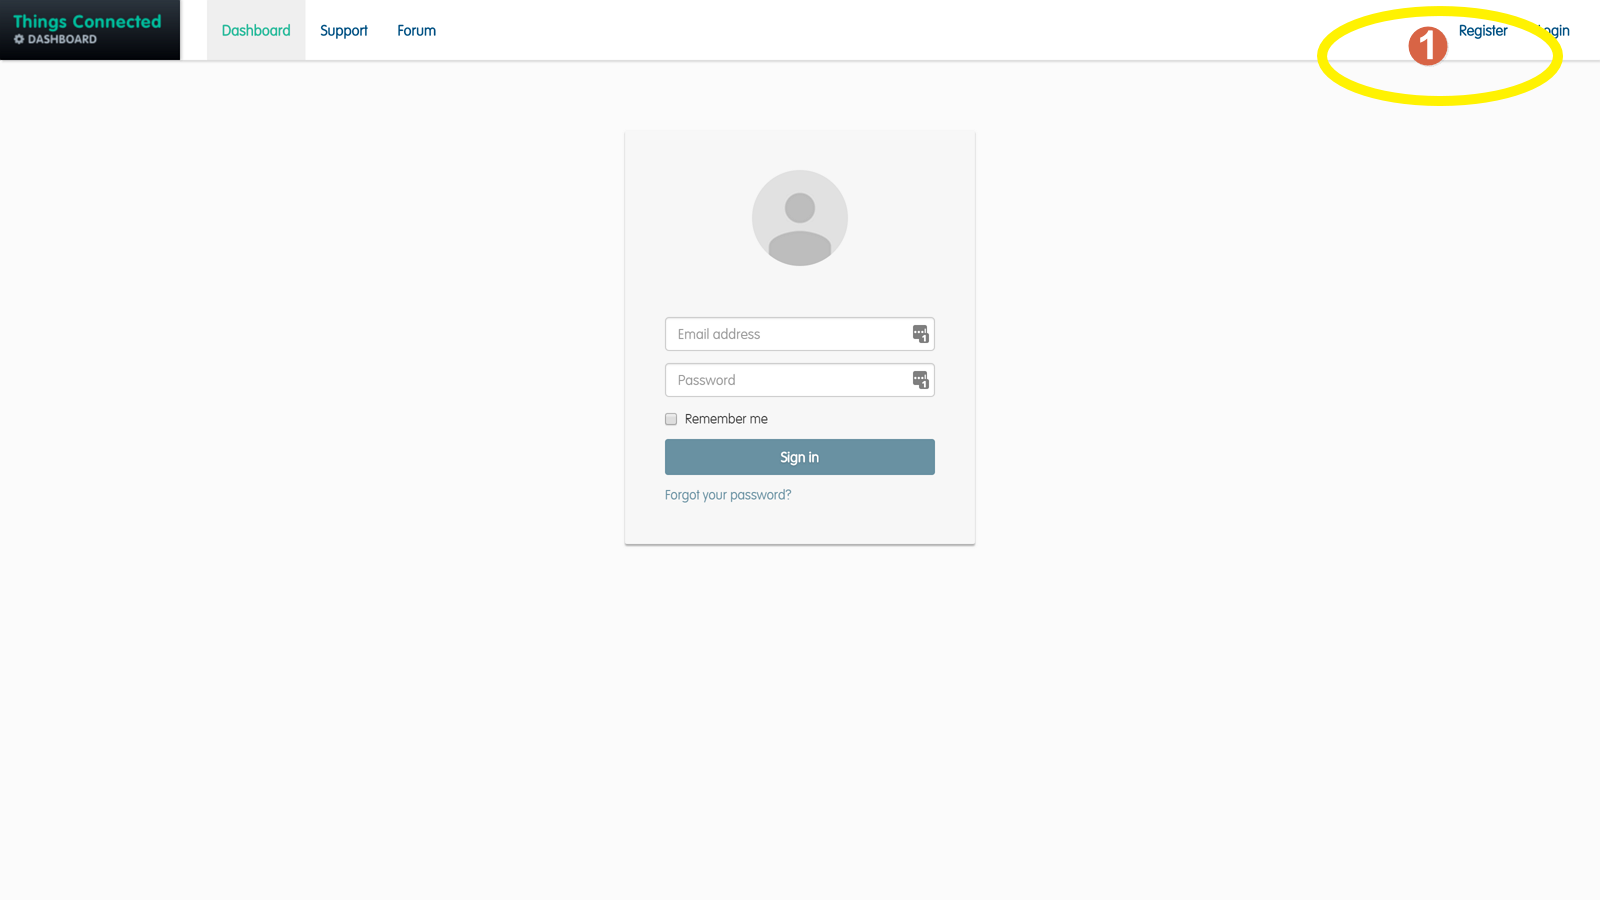 Things Connected
DASHBOARD
Dashboard Support Forum
1 Register Login
Email address
Password
Remember me
Sign in
Forgot your password?